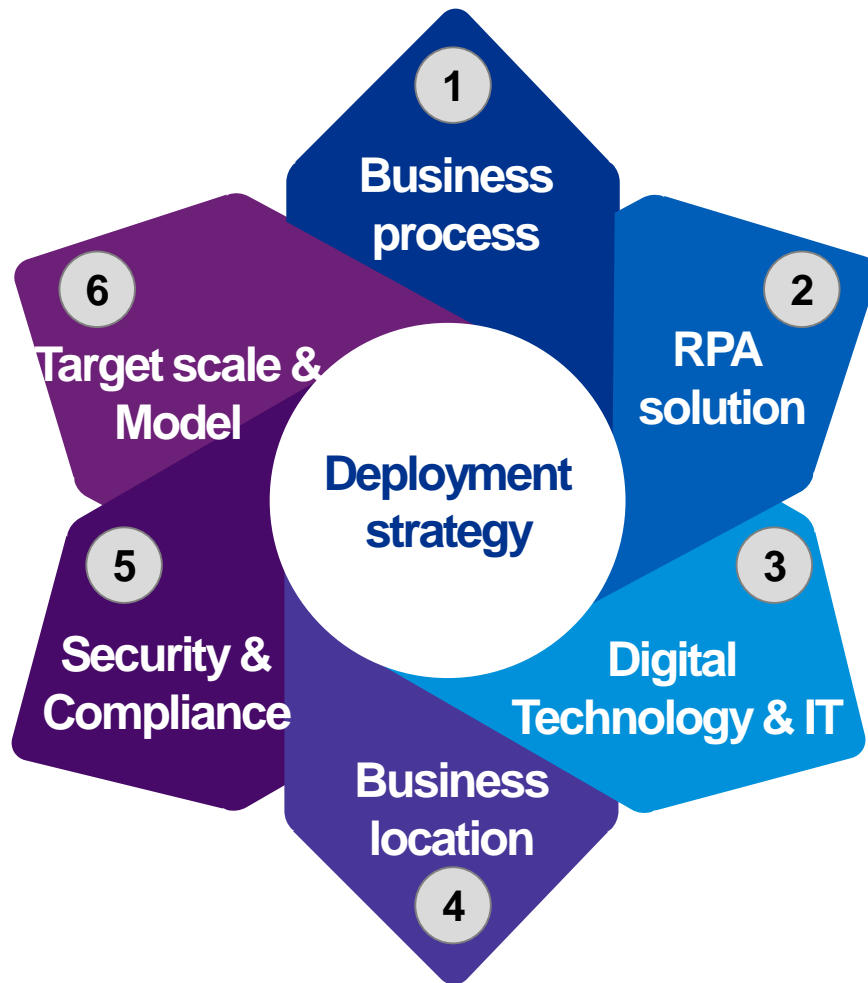 1
Business
process
2
RPA
solution
3
Digital
Technology & IT
4
Business
location
5
Security &
Compliance
6
Target scale &
Model
Deployment
strategy